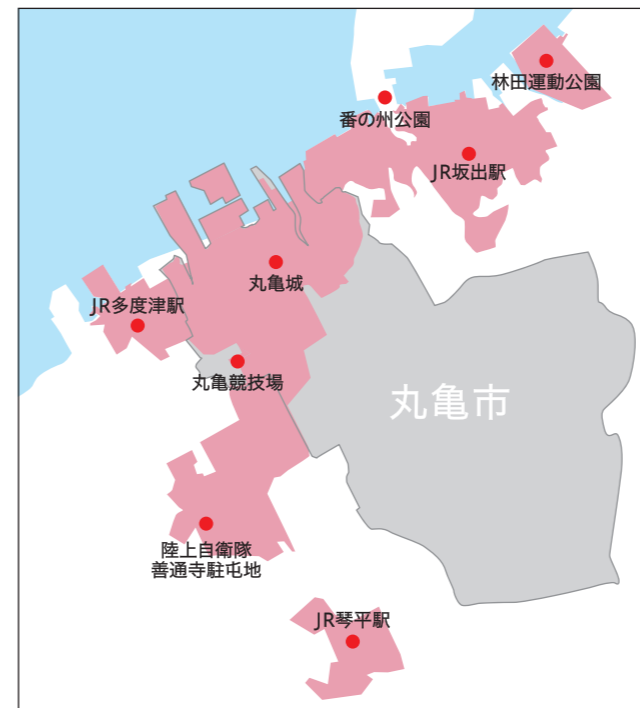 林田運動公園
番の州公園
JR坂出駅
丸亀城
JR多度津駅
丸亀競技場
丸亀市
陸上自衛隊
善通寺駐屯地
JR琴平駅